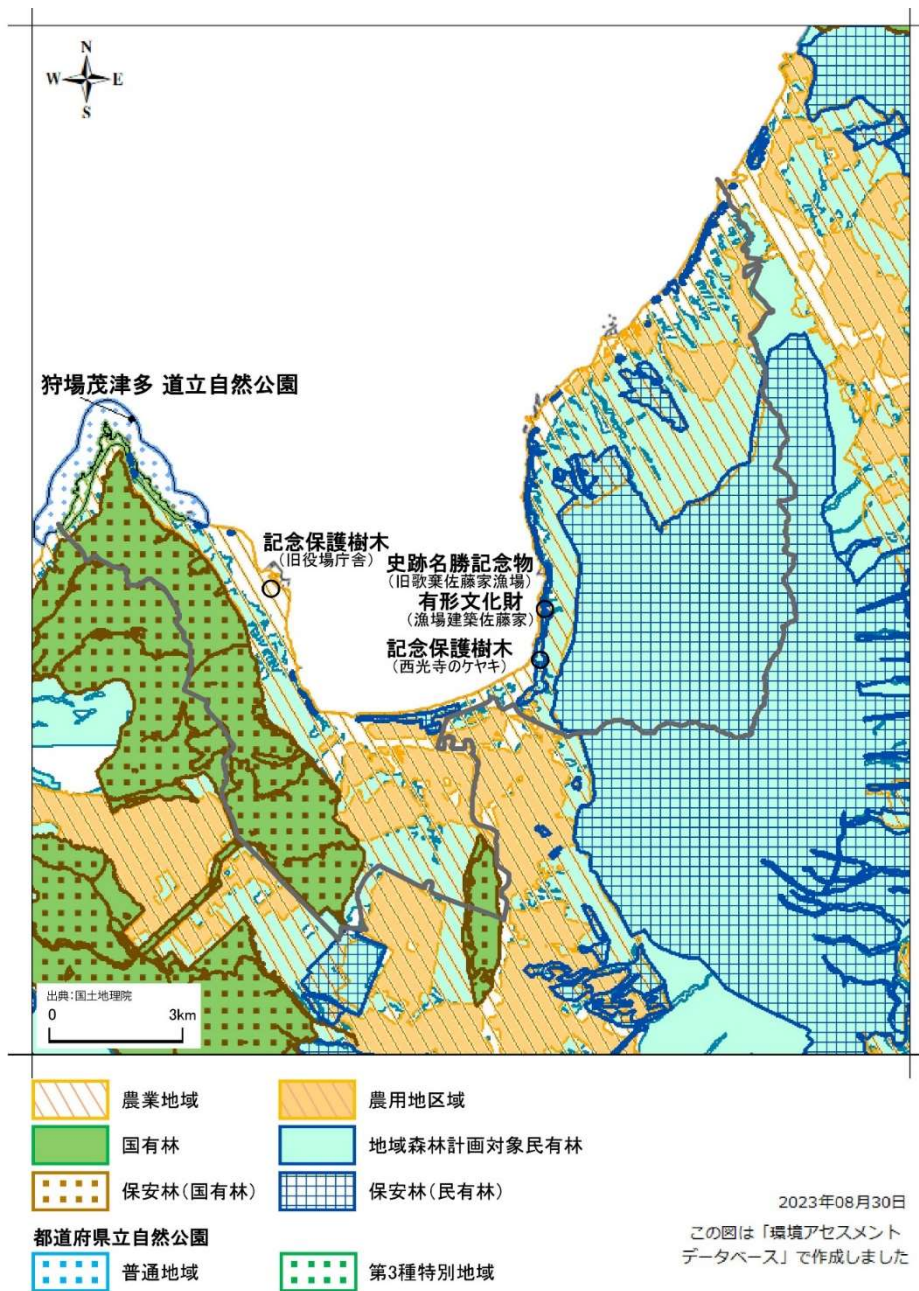 N
W E
S
狩場茂津多 道立自然公園
記念保護樹木
(旧役場庁舎)
史跡名勝記念物
(旧歌棄佐藤家漁場)
有形文化財
(漁場建築佐藤家)
記念保護樹木
(西光寺のケヤキ)
出典:国土地理院
0 3km
農業地域
農用地区域
国有林
地域森林計画対象民有林
保安林(国有林)
保安林(民有林)
都道府県立自然公園
普通地域
第3種特別地域
2023年08月30日
この図は「環境アセスメント
データベース」で作成しました